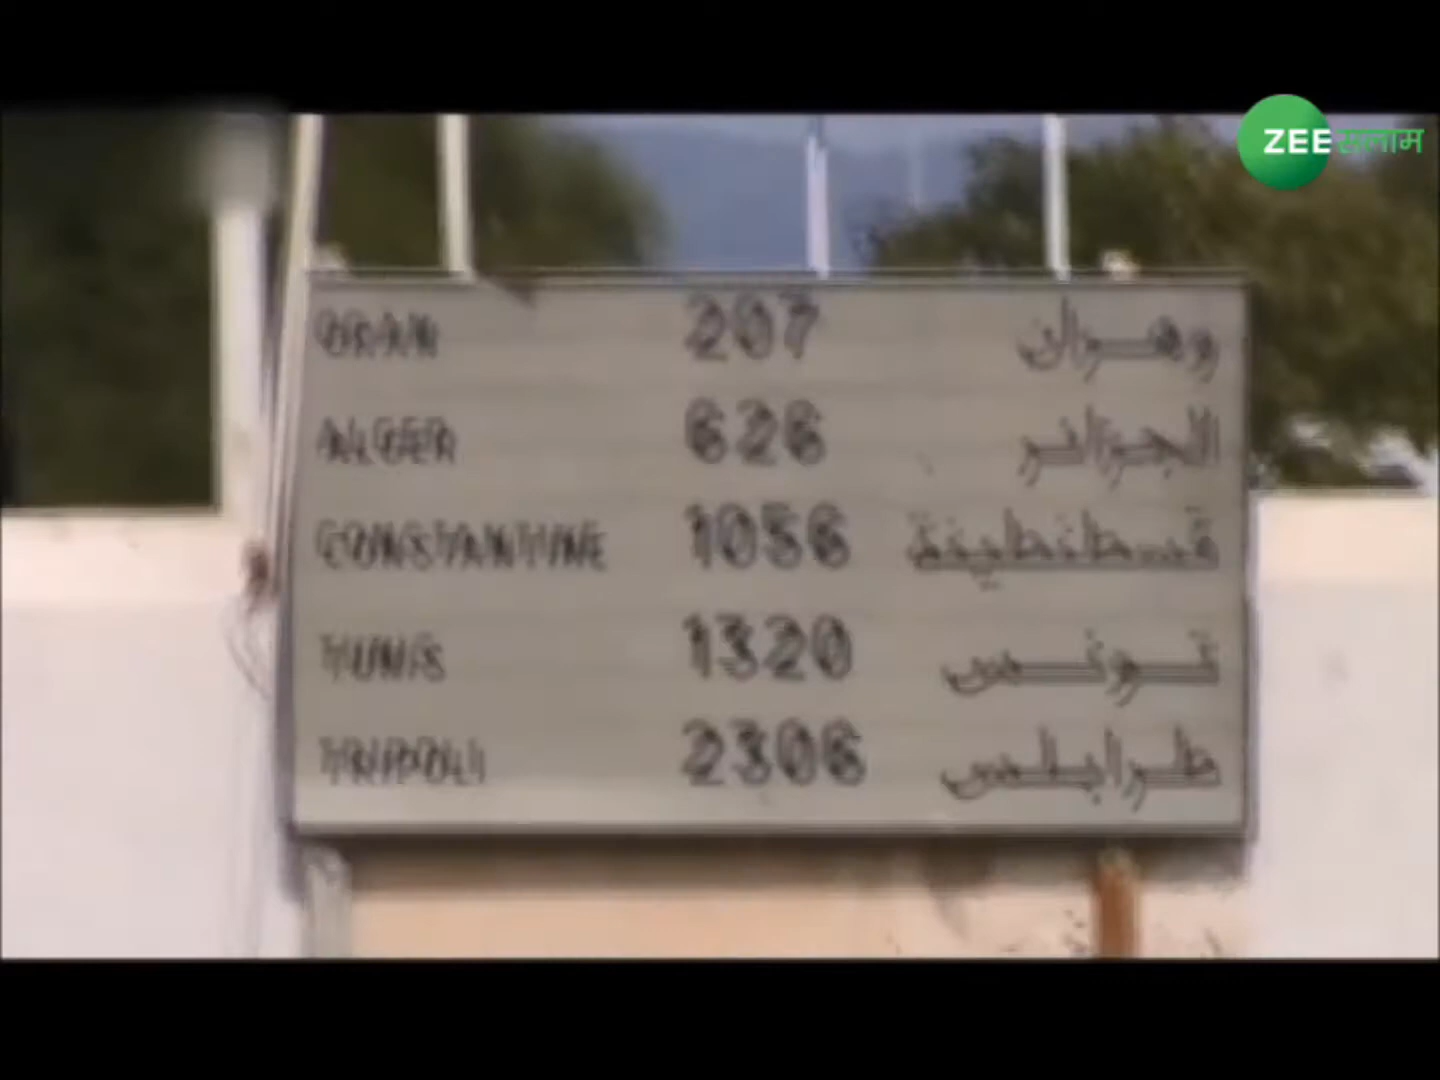 ZEE सलाम
ORAN 207 وهران
ALGER 626 الجزائر
CONSTANTINE 1056 قسنطينة
TUNIS 1320 تونس
TRIPOLI 2306 طرابلس